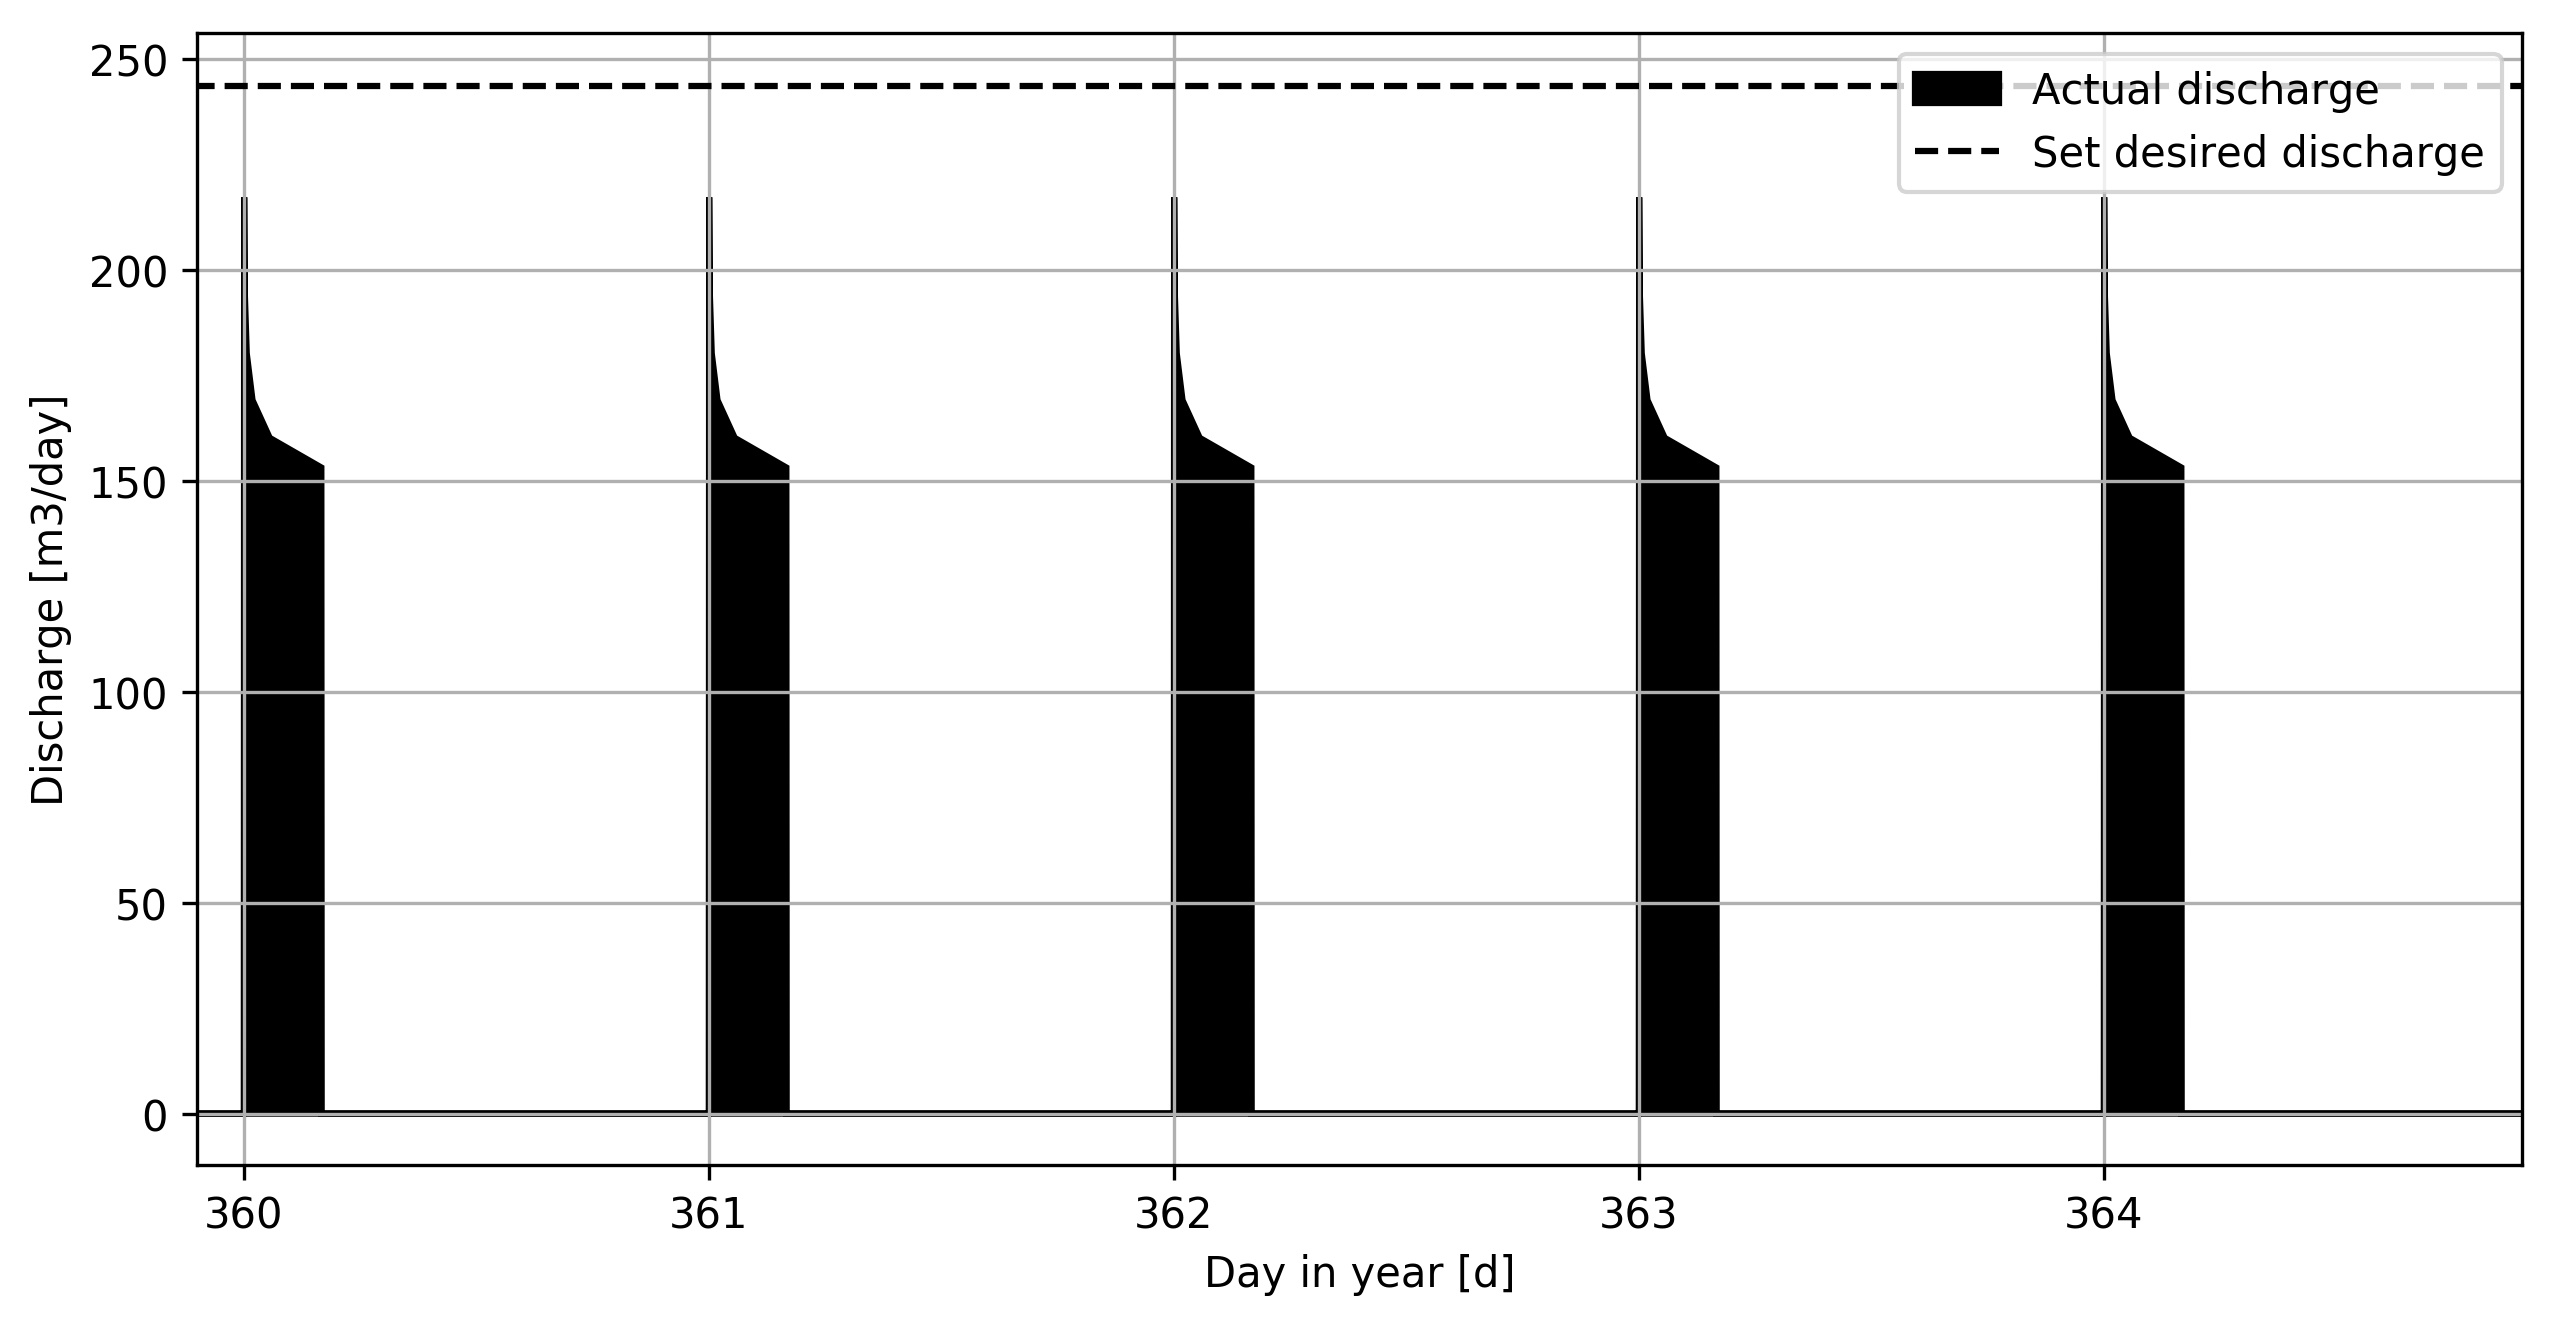 250
200
150
100
50
0
Discharge [m3/day]
Actual discharge
Set desired discharge
360 361 362 363 364
Day in year [d]